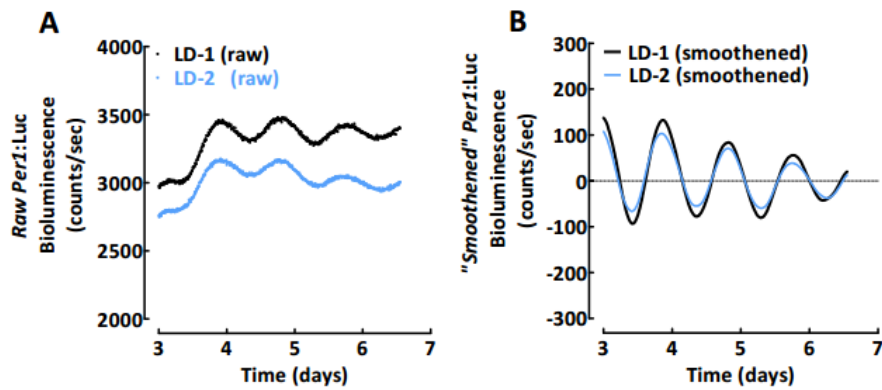 A
4000
3500
3000
2500
2000
LD-1 (raw)
LD-2 (raw)
Raw Per1:Luc
Bioluminescence
(counts/sec)
3 4 5 6 7
Time (days)
B
300
200
100
0
-100
-200
-300
LD-1 (smoothened)
LD-2 (smoothened)
"Smoothened" Per1:Luc
Bioluminescence
(counts/sec)
3 4 5 6 7
Time (days)